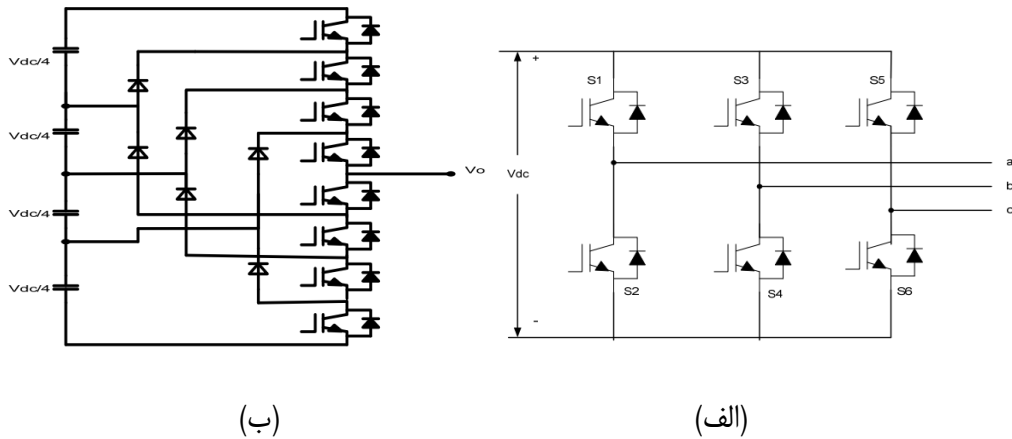 Vdc/4
Vdc/4
Vdc/4
Vdc/4
Vo
+
S1
S3
S5
Vdc
a
b
c
S2
S4
S6
-
(ب)
(الف)